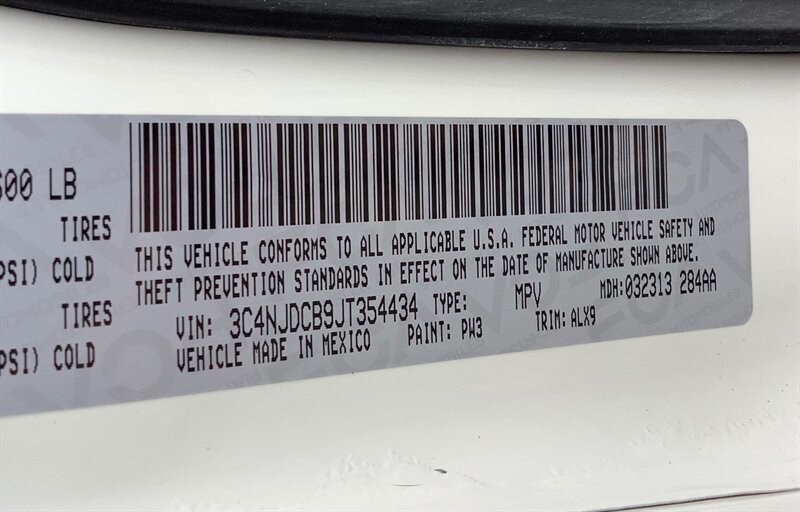 600 LB
TIRES
PSI) COLD
TIRES
PSI) COLD
THIS VEHICLE CONFORMS TO ALL APPLICABLE U.S.A. FEDERAL MOTOR VEHICLE SAFETY AND
THEFT PREVENTION STANDARDS IN EFFECT ON THE DATE OF MANUFACTURE SHOWN ABOVE.
VIN: 3C4NJDCB9JT354434 TYPE: MPV MDH:032313 284AA
VEHICLE MADE IN MEXICO PAINT: PW3 TRIM: ALX9